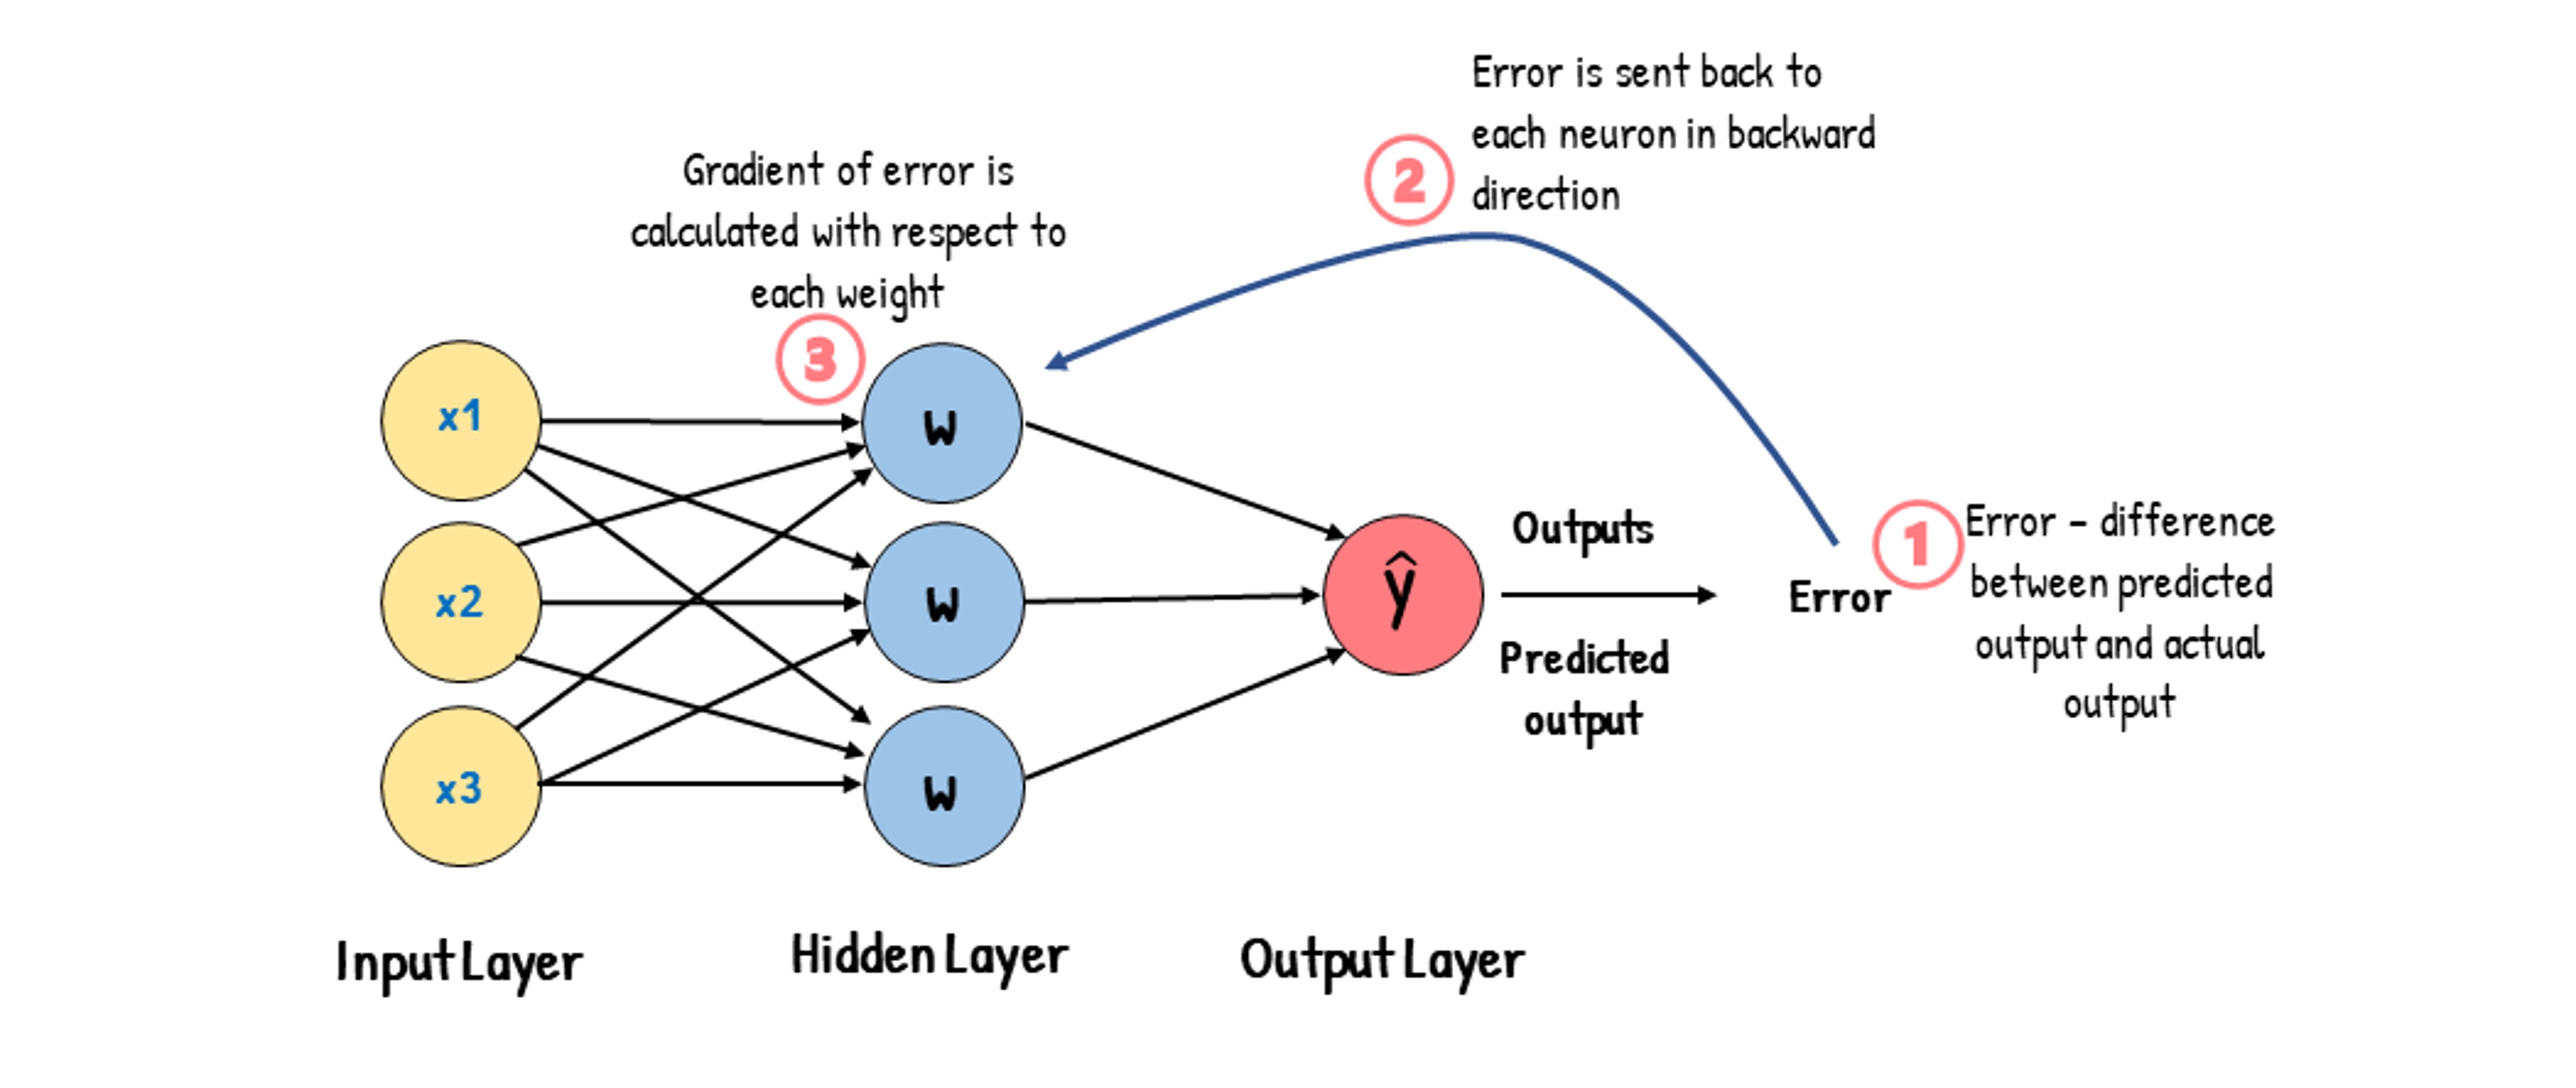 Error is sent back to
each neuron in backward
direction
2
Gradient of error is
calculated with respect to
each weight
3
x1
w
x2
w
x3
w
ŷ
Outputs
Predicted
output
Error
1
Error – difference
between predicted
output and actual
output
Input Layer
Hidden Layer
Output Layer